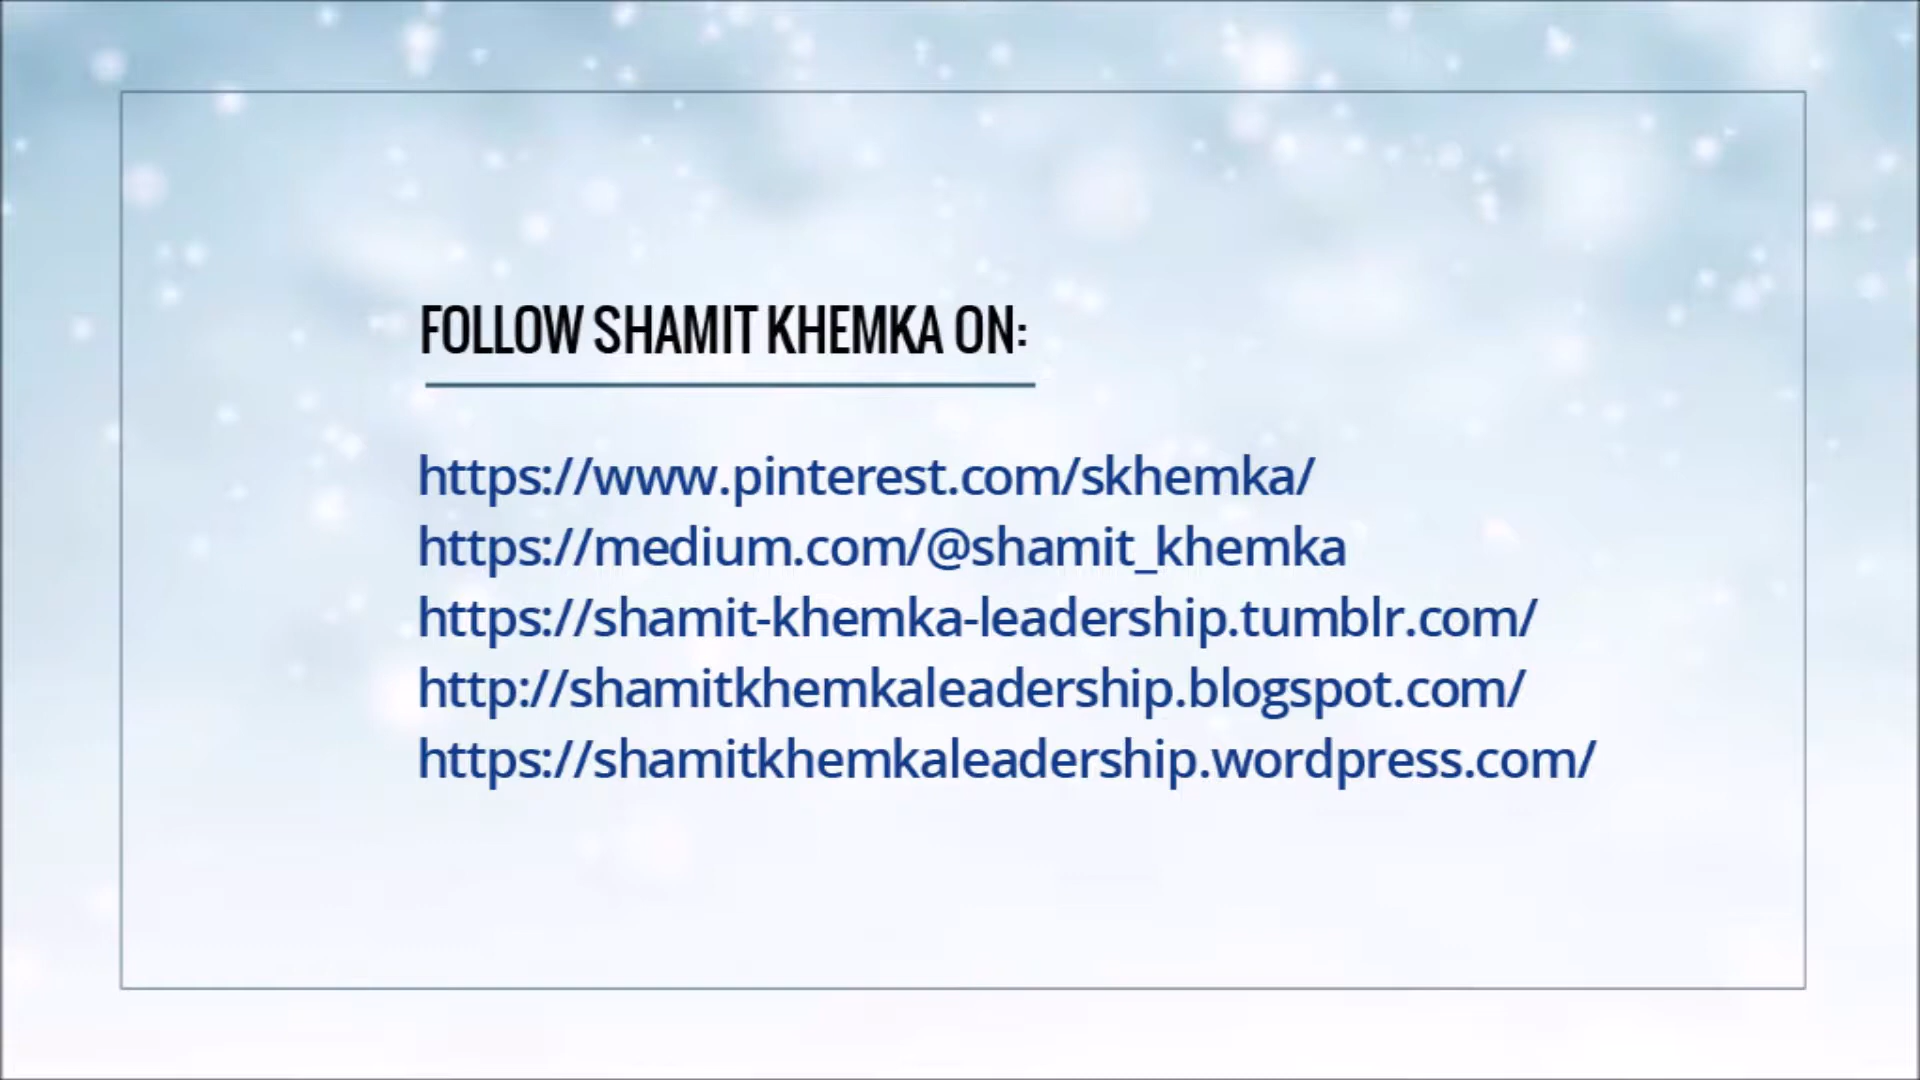 FOLLOW SHAMIT KHEMKA ON:
https://www.pinterest.com/skhemka/
https://medium.com/@shamit_khemka
https://shamit-khemka-leadership.tumblr.com/
http://shamitkhemkaleadership.blogspot.com/
https://shamitkhemkaleadership.wordpress.com/